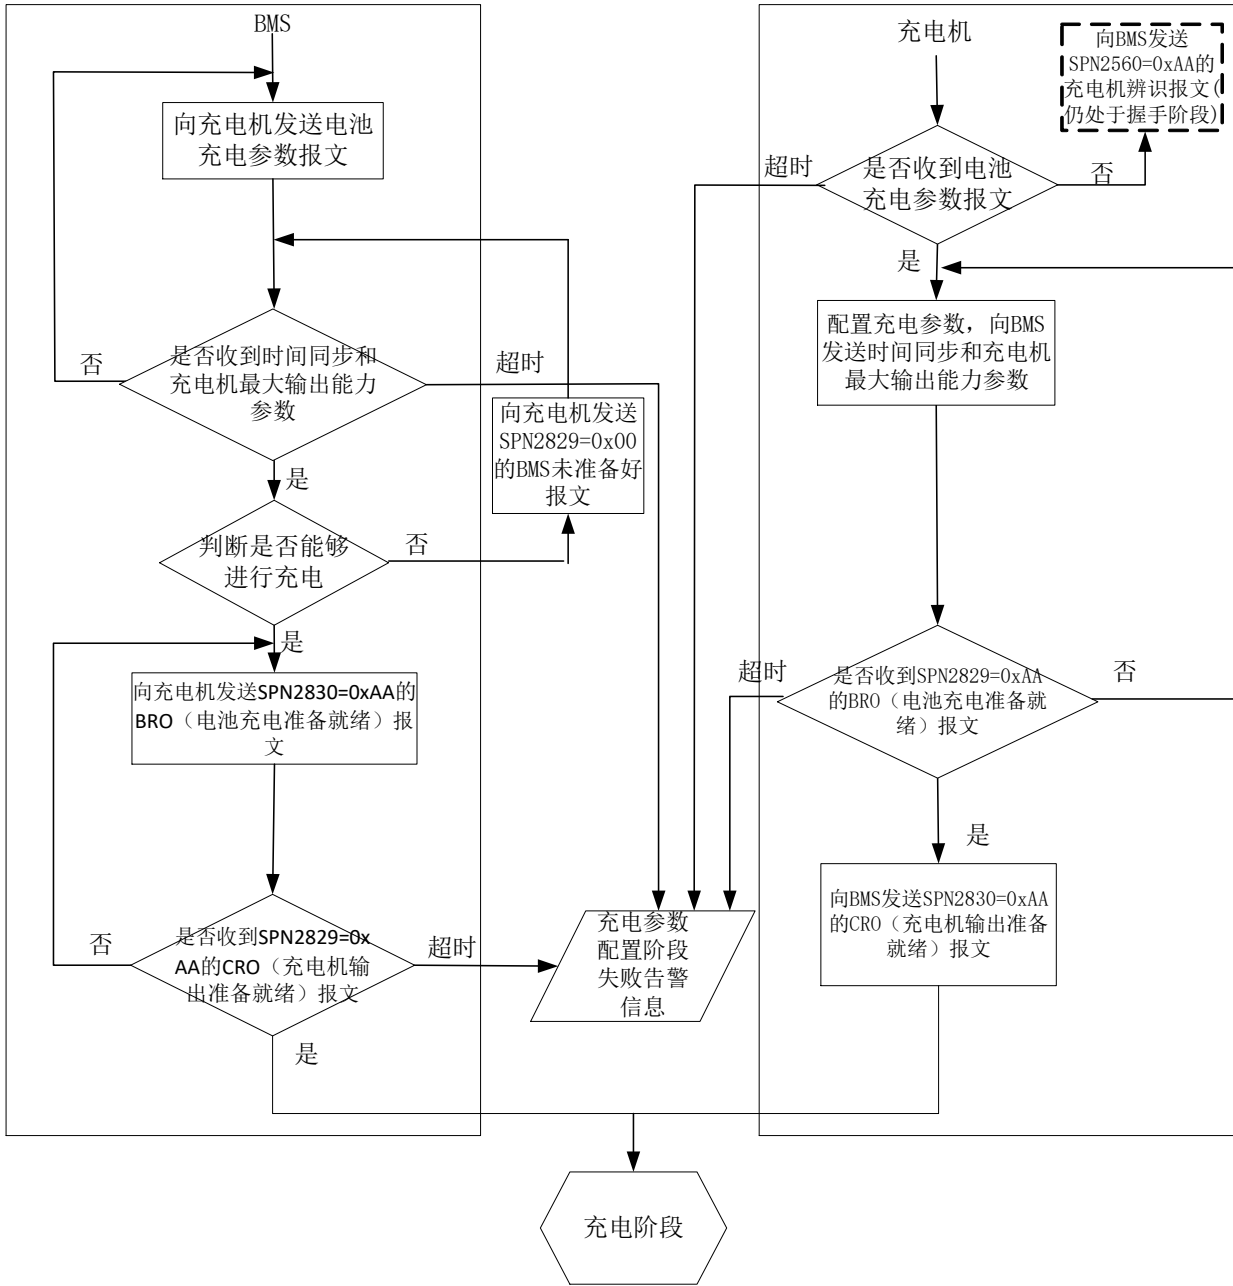 BMS
向充电机发送电池
充电参数报文
是否收到时间同步和
充电机最大输出能力
参数
否
超时
是
向充电机发送
SPN2829=0x00
的BMS未准备好
报文
判断是否能够
进行充电
否
是
向充电机发送SPN2830=0xAA的
BRO（电池充电准备就绪）报
文
是否收到SPN2829=0x
AA的CRO（充电机输
出准备就绪）报文
否
超时
是
充电参数
配置阶段
失败告警
信息
充电机
向BMS发送
SPN2560=0xAA的
充电机辨识报文(
仍处于握手阶段)
是否收到电池
充电参数报文
超时
否
是
配置充电参数，向BMS
发送时间同步和充电机
最大输出能力参数
是否收到SPN2829=0xAA
的BRO（电池充电准备就
绪）报文
超时
否
是
向BMS发送SPN2830=0xAA
的CRO（充电机输出准备
就绪）报文
充电阶段